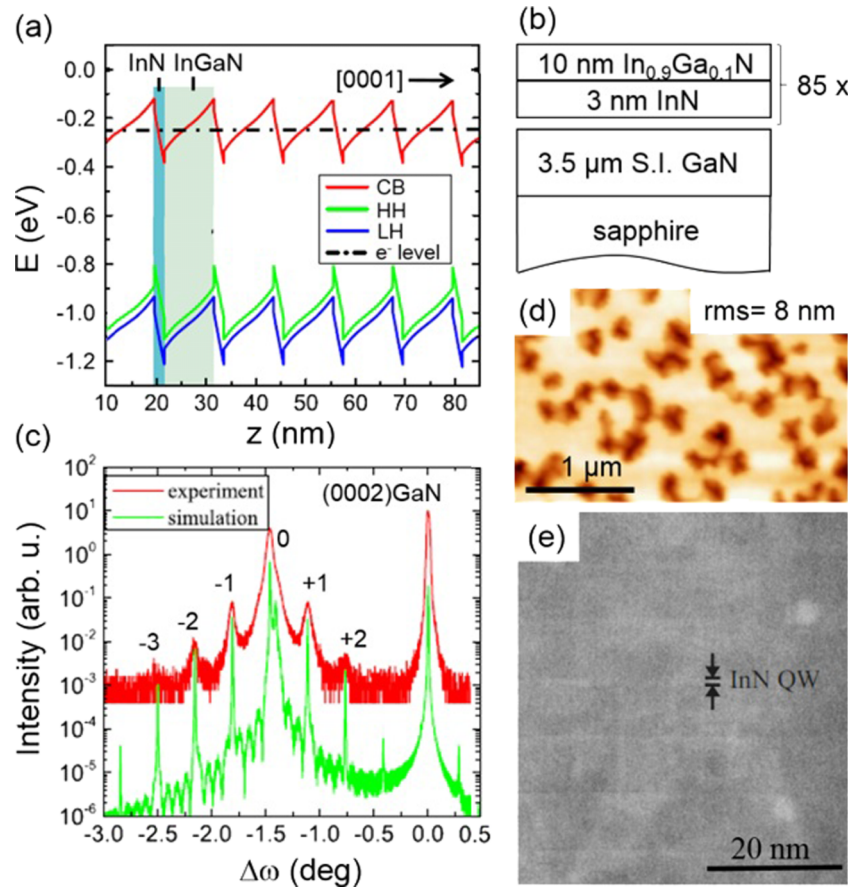 (a)
InN InGaN
[0001]
0.0
-0.2
-0.4
-0.6
-0.8
-1.0
-1.2
E (eV)
CB
HH
LH
e⁻ level
10 20 30 40 50 60 70 80
z (nm)
(b)
10 nm In₀.₉Ga₀.₁N
3 nm InN
85 x
3.5 µm S.I. GaN
sapphire
(c)
10²
10¹
10⁰
10⁻¹
10⁻²
10⁻³
10⁻⁴
10⁻⁵
10⁻⁶
Intensity (arb. u.)
experiment
simulation
(0002)GaN
-3
-2
-1
0
+1
+2
-3.0 -2.5 -2.0 -1.5 -1.0 -0.5 0.0 0.5
Δω (deg)
(d)
rms= 8 nm
1 µm
(e)
InN QW
20 nm